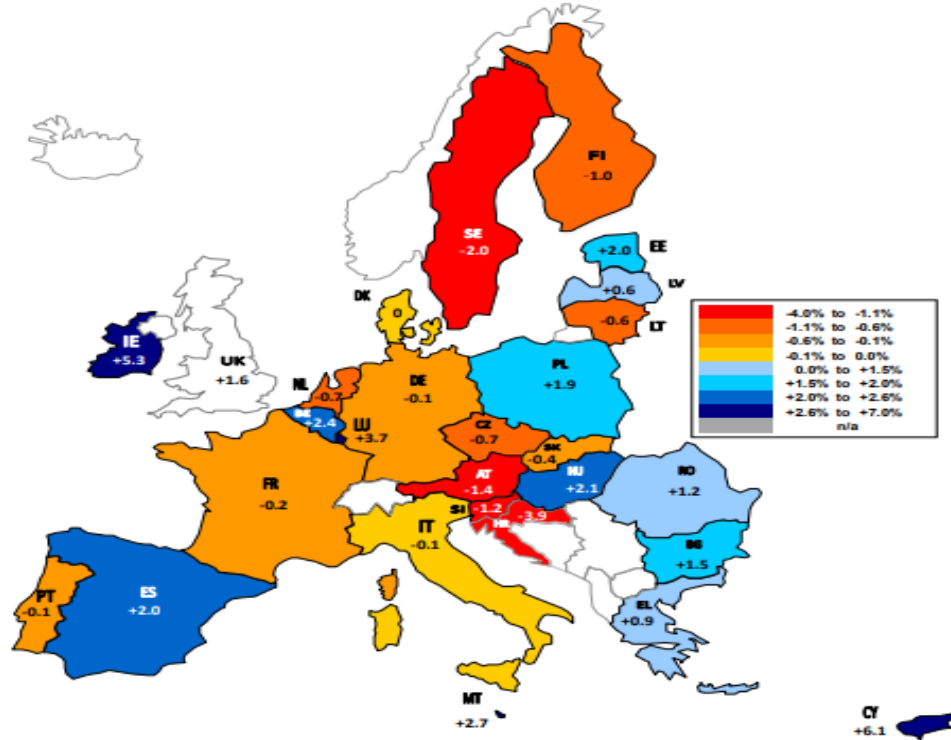 FI
-1.0
SE
-2.0
+2.0
EE
+0.6
LV
-0.6
LT
DK
0
IE
+5.3
UK
+1.6
NL
-0.7
DE
-0.1
PL
+1.9
BE
+2.4
LU
+3.7
CZ
-0.7
SK
-0.4
FR
-0.2
AT
-1.4
HU
+2.1
RO
+1.2
SI
-1.2
HR
-3.9
IT
-0.1
BG
+1.5
PT
-0.1
ES
+2.0
EL
+0.9
MT
+2.7
CY
+6.1
-4.0% to -1.1%
-1.1% to -0.6%
-0.6% to -0.1%
-0.1% to 0.0%
0.0% to +1.5%
+1.5% to +2.0%
+2.0% to +2.6%
+2.6% to +7.0%
n/a